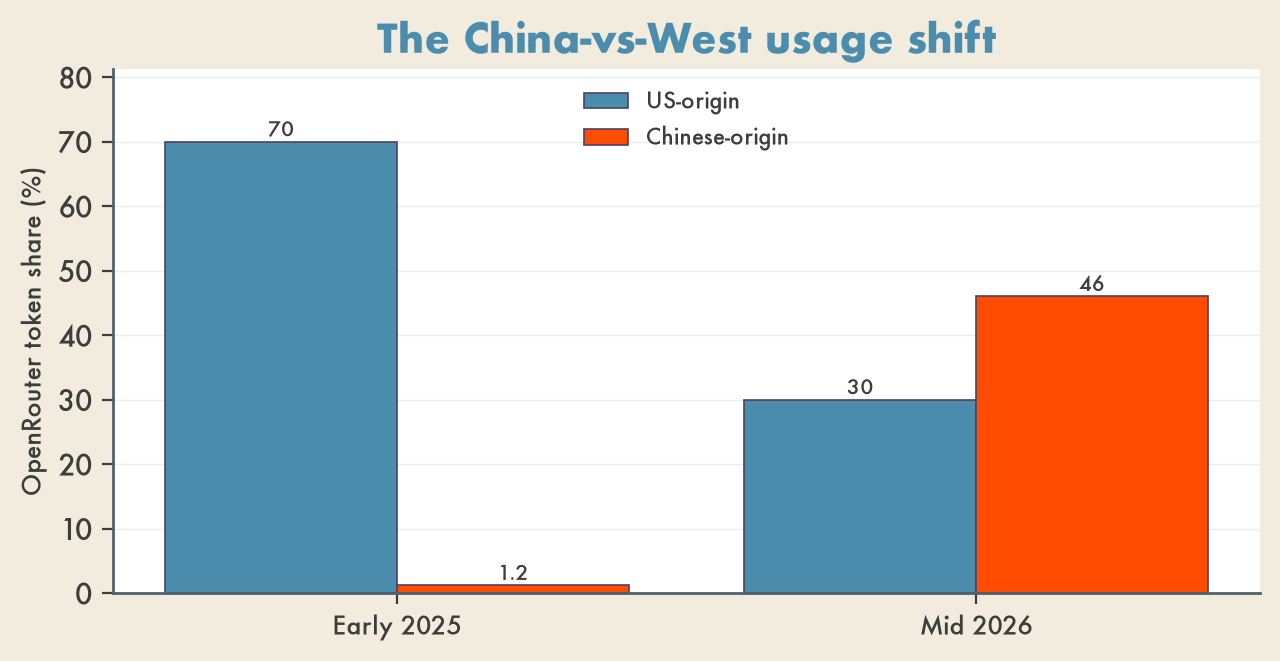 The China-vs-West usage shift
US-origin
Chinese-origin
OpenRouter token share (%)
80
70
60
50
40
30
20
10
0
70
1.2
30
46
Early 2025
Mid 2026